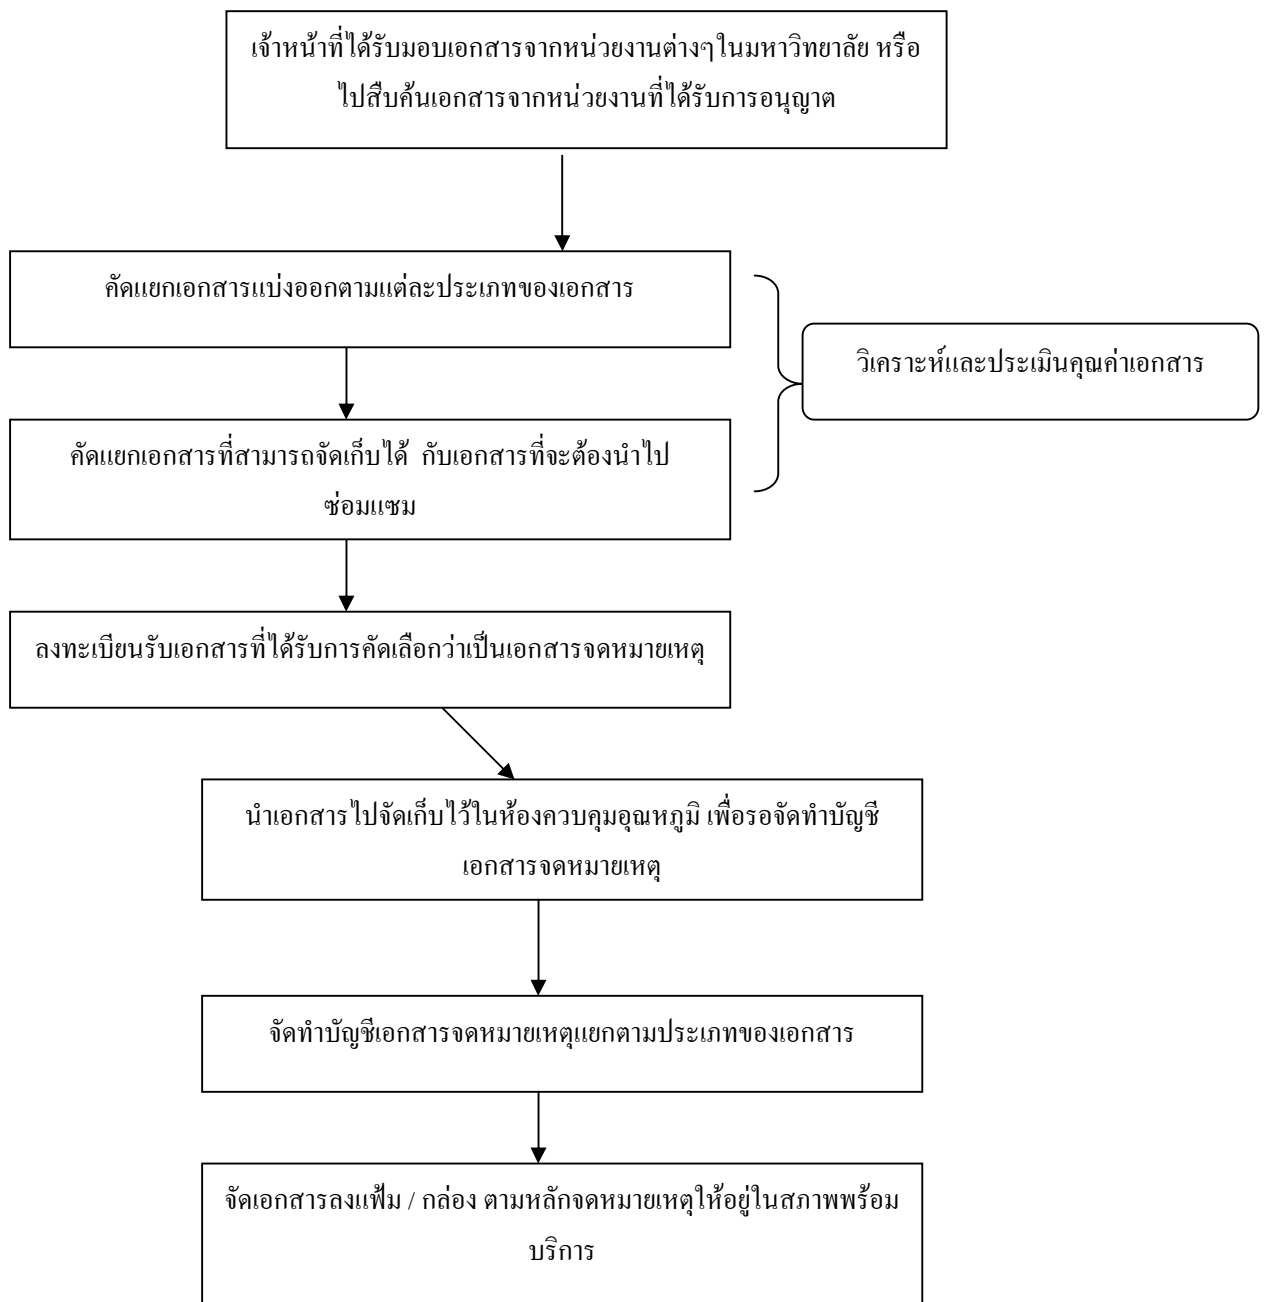 เจ้าหน้าที่ได้รับมอบเอกสารจากหน่วยงานต่างๆในมหาวิทยาลัย หรือ
ไปสืบค้นเอกสารจากหน่วยงานที่ได้รับการอนุญาต
คัดแยกเอกสารแบ่งออกตามแต่ละประเภทของเอกสาร
วิเคราะห์และประเมินคุณค่าเอกสาร
คัดแยกเอกสารที่สามารถจัดเก็บได้ กับเอกสารที่จะต้องนำไป
ซ่อมแซม
ลงทะเบียนรับเอกสารที่ได้รับการคัดเลือกว่าเป็นเอกสารจดหมายเหตุ
นำเอกสารไปจัดเก็บไว้ในห้องควบคุมอุณหภูมิ เพื่อรอจัดทำบัญชี
เอกสารจดหมายเหตุ
จัดทำบัญชีเอกสารจดหมายเหตุแยกตามประเภทของเอกสาร
จัดเอกสารลงแฟ้ม / กล่อง ตามหลักจดหมายเหตุให้อยู่ในสภาพพร้อม
บริการ